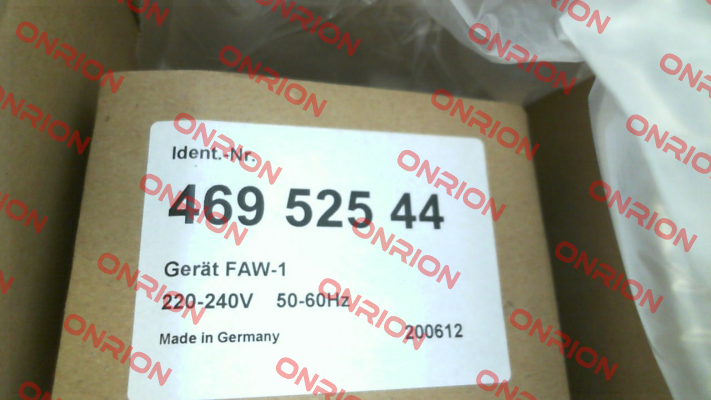 Ident.-Nr.
469 525 44
Gerät FAW-1
220-240V 50-60Hz
Made in Germany 200612
ONRION